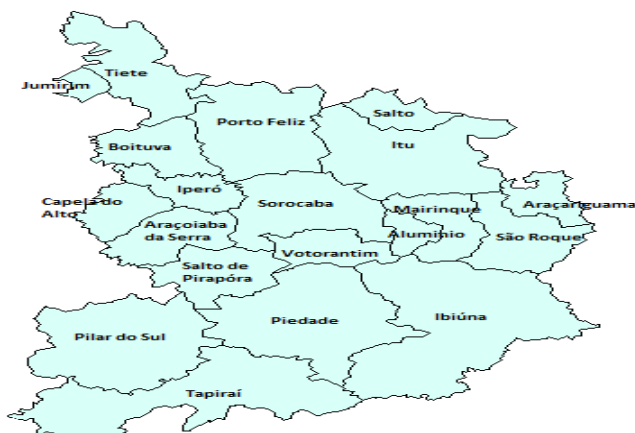 Tiete
Jumirim
Salto
Porto Feliz
Itu
Boituva
Iperó
Capela do
Alto
Sorocaba
Araçariguama
Mairinque
Araçoiaba
da Serra
Aluminio
São Roque
Votorantim
Salto de
Pirapóra
Ibiúna
Piedade
Pilar do Sul
Tapiraí